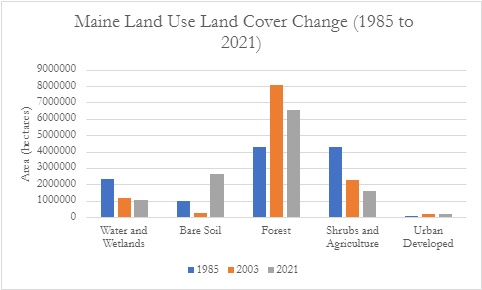 Maine Land Use Land Cover Change (1985 to
2021)
Area (hectares)
9000000
8000000
7000000
6000000
5000000
4000000
3000000
2000000
1000000
0
Water and
Wetlands
Bare Soil
Forest
Shrubs and
Agriculture
Urban
Developed
1985 2003 2021